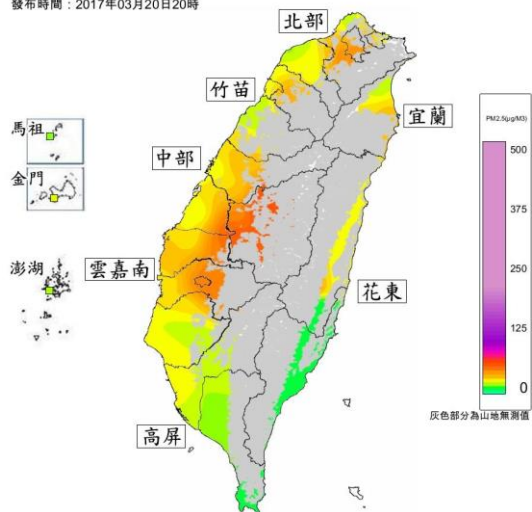 發布時間：2017年03月20日20時
北部
竹苗
宜蘭
馬祖
中部
金門
澎湖
雲嘉南
花東
高屏
PM2.5(μg/M3)
500
375
250
125
0
灰色部分為山地無測值